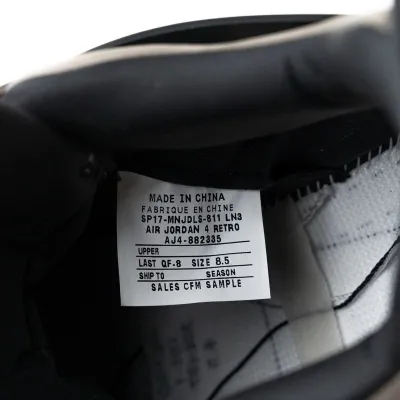 MADE IN CHINA
FABRIQUE EN CHINE
SP17-MNJDLS-811 LN3
AIR JORDAN 4 RETRO
AJ4-882335
UPPER
LAST QF-8 SIZE 8.5
SHIP TO SEASON
SALES CFM SAMPLE